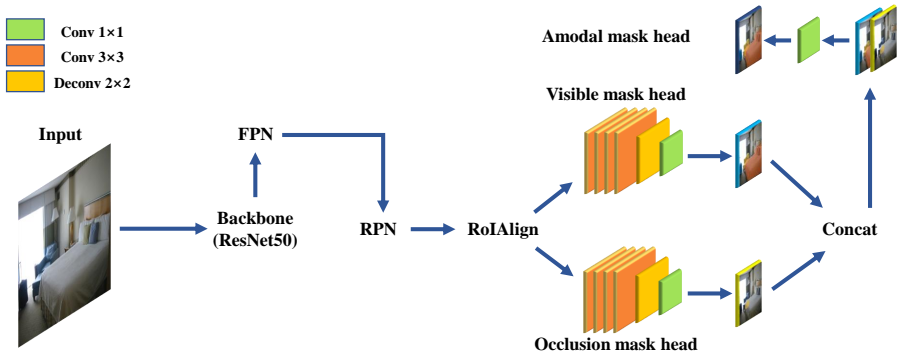 Conv 1×1
Conv 3×3
Deconv 2×2
Amodal mask head
Visible mask head
Input
FPN
Backbone
(ResNet50)
RPN
RoIAlign
Concat
Occlusion mask head